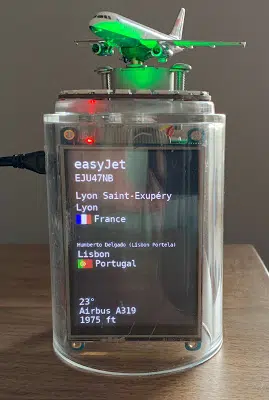 easyJet
EJU47NB
Lyon Saint-Exupéry
Lyon
France
Humberto Delgado (Lisbon Portela)
Lisbon
Portugal
23°
Airbus A319
1975 ft